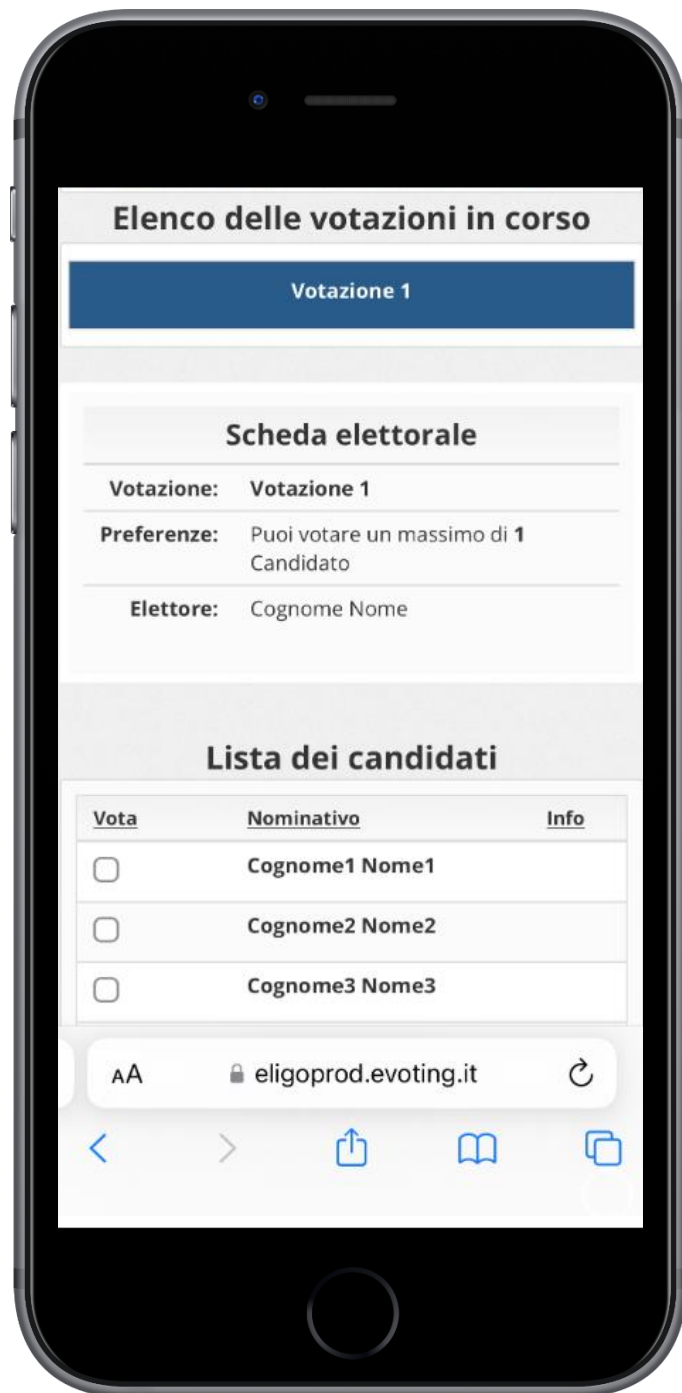 Elenco delle votazioni in corso
Votazione 1
Scheda elettorale
Votazione: Votazione 1
Preferenze: Puoi votare un massimo di 1
Candidato
Elettore: Cognome Nome
Lista dei candidati
Vota Nominativo Info
Cognome1 Nome1
Cognome2 Nome2
Cognome3 Nome3
AA eligoprod.evoting.it